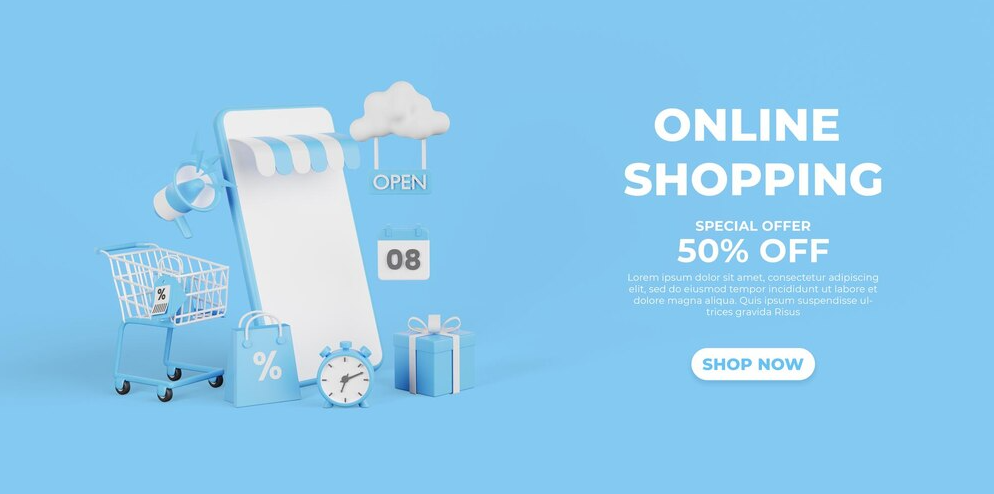 OPEN
08
%
%
ONLINE
SHOPPING
SPECIAL OFFER
50% OFF
Lorem ipsum dolor sit amet, consectetur adipiscing
elit, sed do eiusmod tempor incididunt ut labore et
dolore magna aliqua. Quis ipsum suspendisse ul-
trices gravida Risus
SHOP NOW